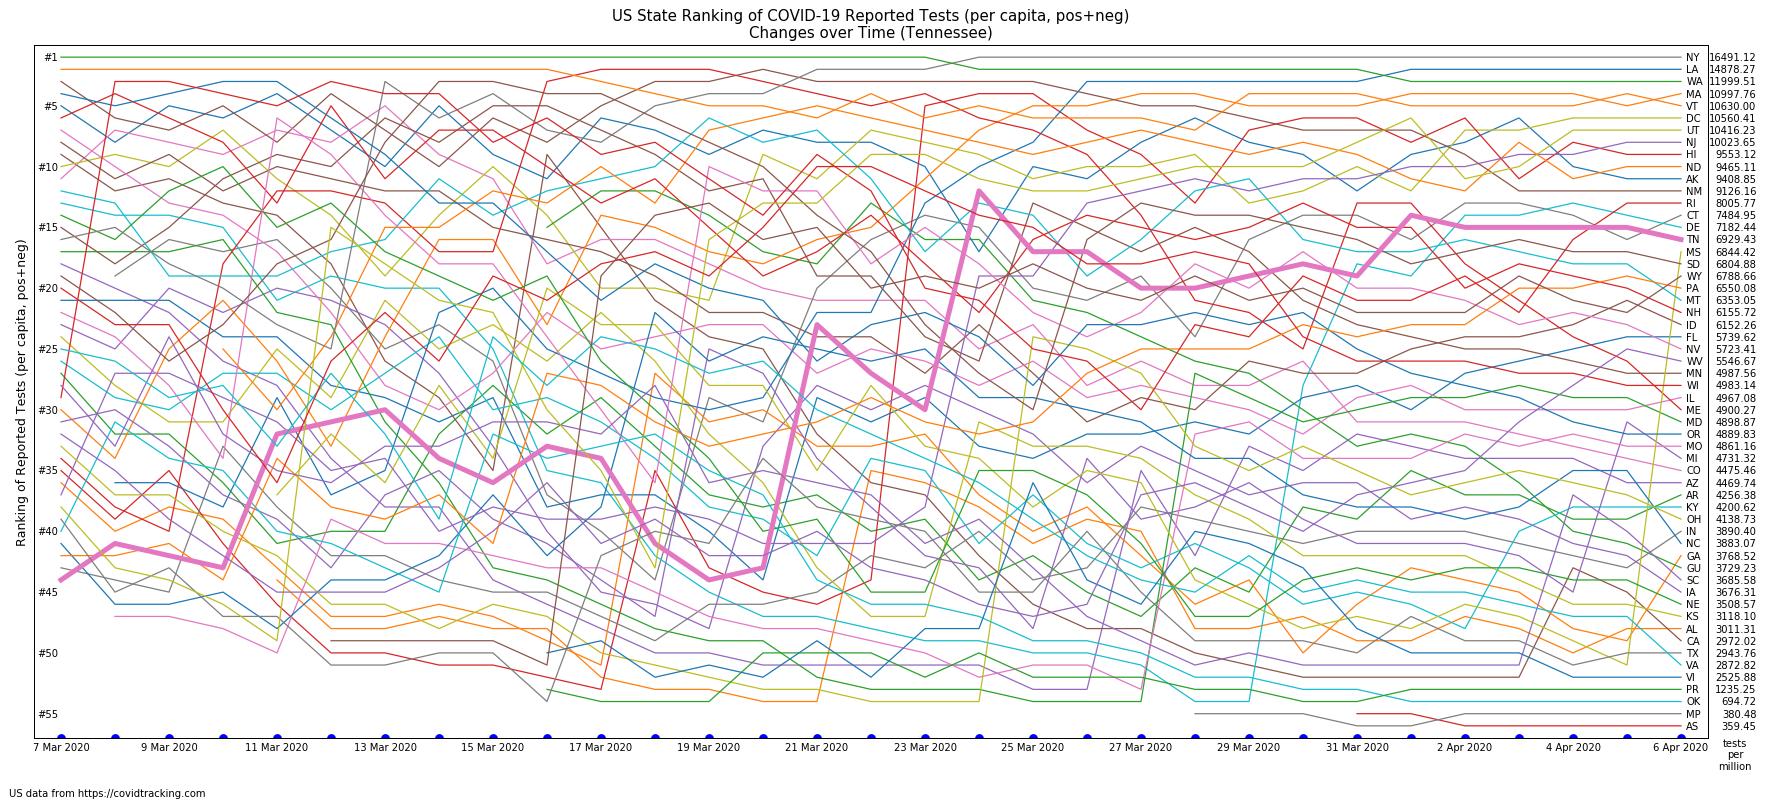 US State Ranking of COVID-19 Reported Tests (per capita, pos+neg)
Changes over Time (Tennessee)
Ranking of Reported Tests (per capita, pos+neg)
#1
#5
#10
#15
#20
#25
#30
#35
#40
#45
#50
#55
NY 16491.12
LA 14878.27
WA 11999.51
MA 10997.76
VT 10630.00
DC 10560.41
UT 10416.23
NJ 10023.65
HI 9553.12
ND 9465.11
AK 9408.85
NM 9126.16
RI 8005.77
CT 7484.95
DE 7182.44
TN 6929.43
MS 6844.42
SD 6804.88
WY 6788.66
PA 6550.08
MT 6353.05
NH 6155.72
ID 6152.26
FL 5739.62
NV 5723.41
WV 5546.67
MN 4987.56
WI 4983.14
IL 4967.08
ME 4900.27
MD 4898.87
OR 4889.83
MO 4861.16
MI 4731.32
CO 4475.46
AZ 4469.74
AR 4256.38
KY 4200.62
OH 4138.73
IN 3890.40
NC 3883.07
GA 3768.52
GU 3729.23
SC 3685.58
IA 3676.31
NE 3508.57
KS 3118.10
AL 3011.31
CA 2972.02
TX 2943.76
VA 2872.82
VI 2525.88
PR 1235.25
OK 694.72
MP 380.48
AS 359.45
7 Mar 2020 9 Mar 2020 11 Mar 2020 13 Mar 2020 15 Mar 2020 17 Mar 2020 19 Mar 2020 21 Mar 2020 23 Mar 2020 25 Mar 2020 27 Mar 2020 29 Mar 2020 31 Mar 2020 2 Apr 2020 4 Apr 2020 6 Apr 2020
tests
per
million
US data from https://covidtracking.com